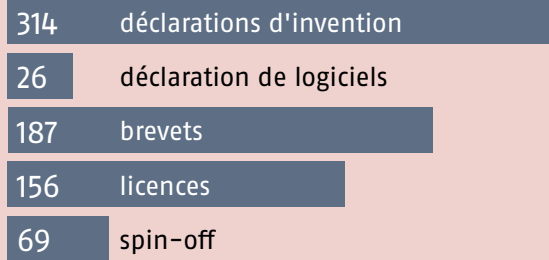 314 déclarations d'invention
26 déclaration de logiciels
187 brevets
156 licences
69 spin-off